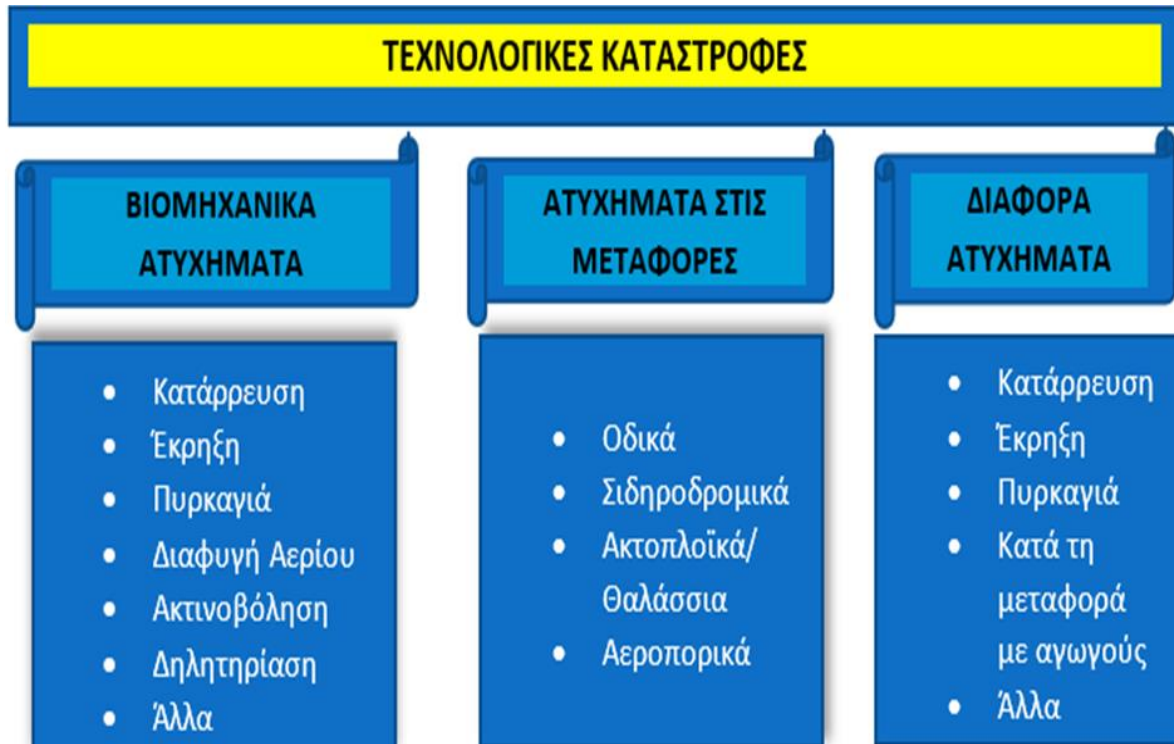 ΤΕΧΝΟΛΟΓΙΚΕΣ ΚΑΤΑΣΤΡΟΦΕΣ
ΒΙΟΜΗΧΑΝΙΚΑ
ΑΤΥΧΗΜΑΤΑ
• Κατάρρευση
• Έκρηξη
• Πυρκαγιά
• Διαφυγή Αερίου
• Ακτινοβόληση
• Δηλητηρίαση
• Άλλα
ΑΤΥΧΗΜΑΤΑ ΣΤΙΣ
ΜΕΤΑΦΟΡΕΣ
• Οδικά
• Σιδηροδρομικά
• Ακτοπλοϊκά/
Θαλάσσια
• Αεροπορικά
ΔΙΑΦΟΡΑ
ΑΤΥΧΗΜΑΤΑ
• Κατάρρευση
• Έκρηξη
• Πυρκαγιά
• Κατά τη
μεταφορά
με αγωγούς
• Άλλα